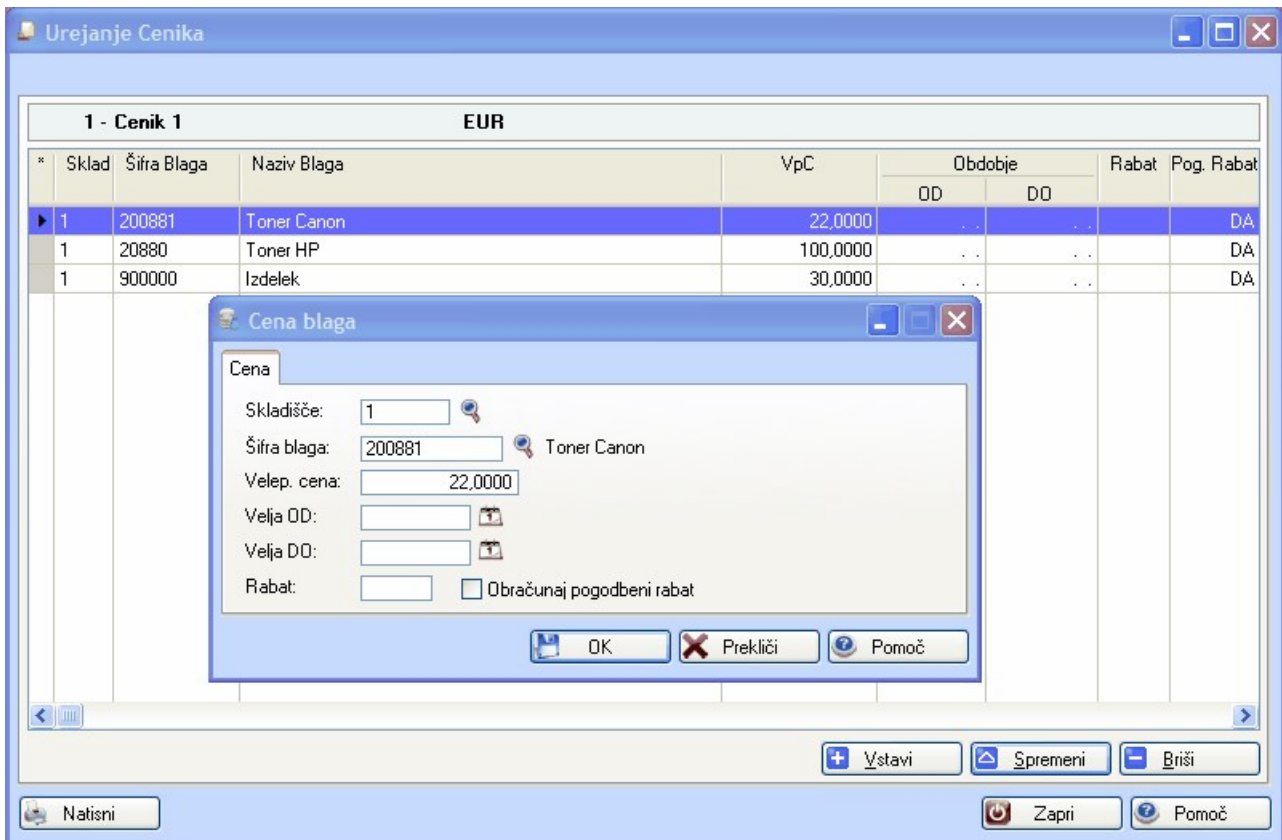 Urejanje Cenika
1 - Cenik 1 EUR
* Sklad Šifra Blaga Naziv Blaga VpC Obdobje Rabat Pog. Rabat
OD DO
1 200881 Toner Canon 22,0000 . . . . DA
1 20880 Toner HP 100,0000 . . . . DA
1 900000 Izdelek 30,0000 . . . . DA
Cena blaga
Cena
Skladišče: 1
Šifra blaga: 200881 Toner Canon
Velep. cena: 22,0000
Velja OD:
Velja DO:
Rabat: Obračunaj pogodbeni rabat
OK Prekliči Pomoč
Vstavi Spremeni Briši
Natisni Zapri Pomoč